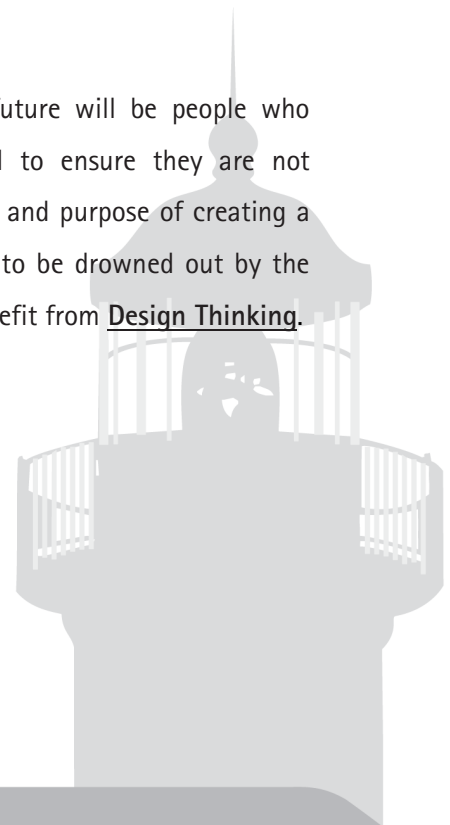 uture will be people who
to ensure they are not
and purpose of creating a
to be drowned out by the
efit from Design Thinking.